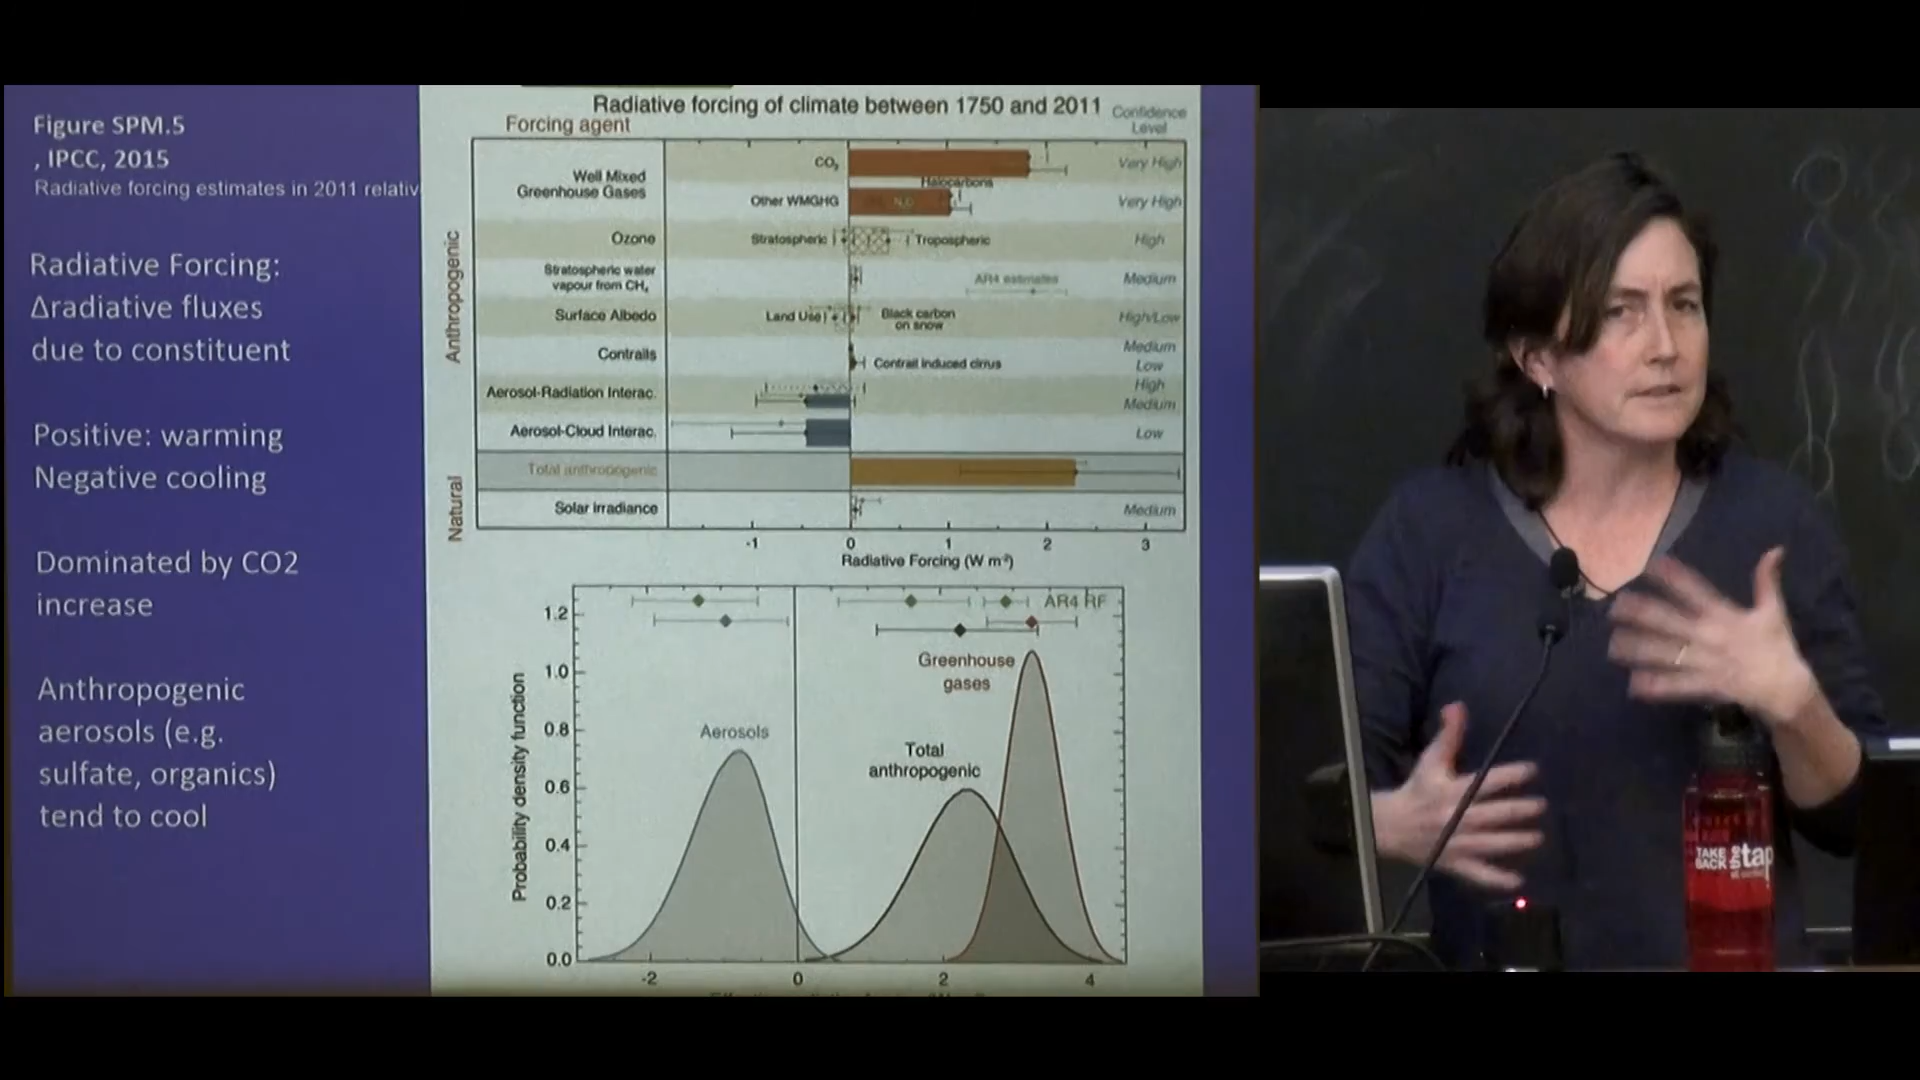 Figure SPM.5
, IPCC, 2015
Radiative forcing estimates in 2011 relativ
Radiative Forcing:
Δradiative fluxes
due to constituent
Positive: warming
Negative cooling
Dominated by CO2
increase
Anthropogenic
aerosols (e.g.
sulfate, organics)
tend to cool
Radiative forcing of climate between 1750 and 2011
Forcing agent
Confidence
Level
Anthropogenic
Natural
Well Mixed
Greenhouse Gases
CO₂
Very High
Halocarbons
Other WMGHG
N₂O
Very High
Ozone
Stratospheric
Tropospheric
High
Stratospheric water
vapour from CH₄
AR4 estimates
Medium
Surface Albedo
Land Use
Black carbon
on snow
High/Low
Contrails
Contrail induced cirrus
Medium
Low
Aerosol-Radiation Interac.
High
Medium
Aerosol-Cloud Interac.
Low
Total anthropogenic
Solar irradiance
Medium
-1 0 1 2 3
Radiative Forcing (W m⁻²)
Probability density function
1.2
1.0
0.8
0.6
0.4
0.2
0.0
AR4 RF
Greenhouse
gases
Aerosols
Total
anthropogenic
-2 0 2 4
TAKE
BACK
the
tap